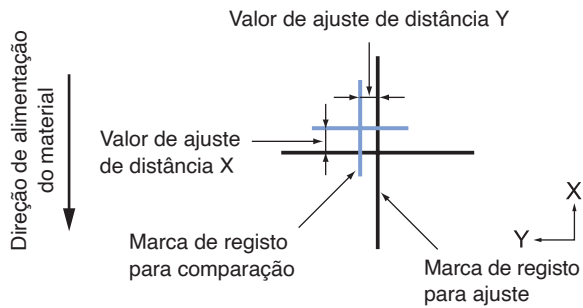 Valor de ajuste de distância Y
Direção de alimentação
do material
Valor de ajuste
de distância X
Marca de registo
para comparação
Marca de registo
para ajuste
X
Y